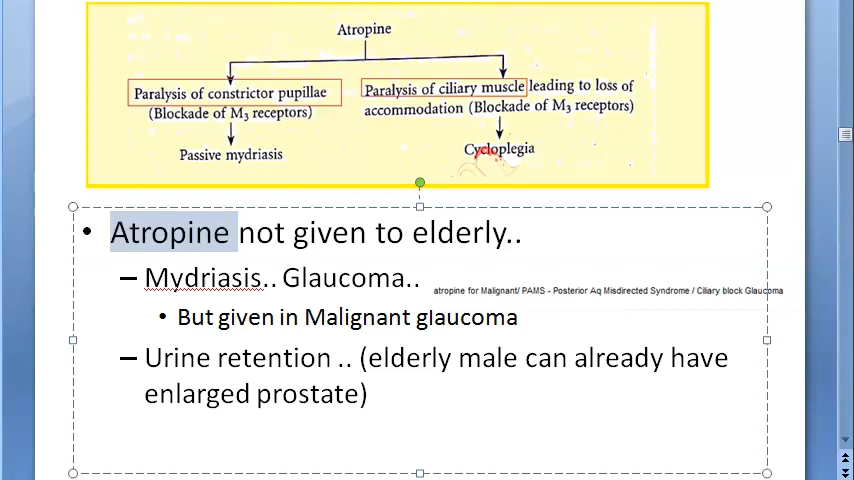 Atropine
Paralysis of constrictor pupillae
(Blockade of M3 receptors)
Passive mydriasis
Paralysis of ciliary muscle leading to loss of
accommodation (Blockade of M3 receptors)
Cycloplegia
• Atropine not given to elderly..
– Mydriasis.. Glaucoma..
atropine for Malignant/ PAMS - Posterior Aq Misdirected Syndrome / Ciliary block Glaucoma
• But given in Malignant glaucoma
– Urine retention .. (elderly male can already have
enlarged prostate)